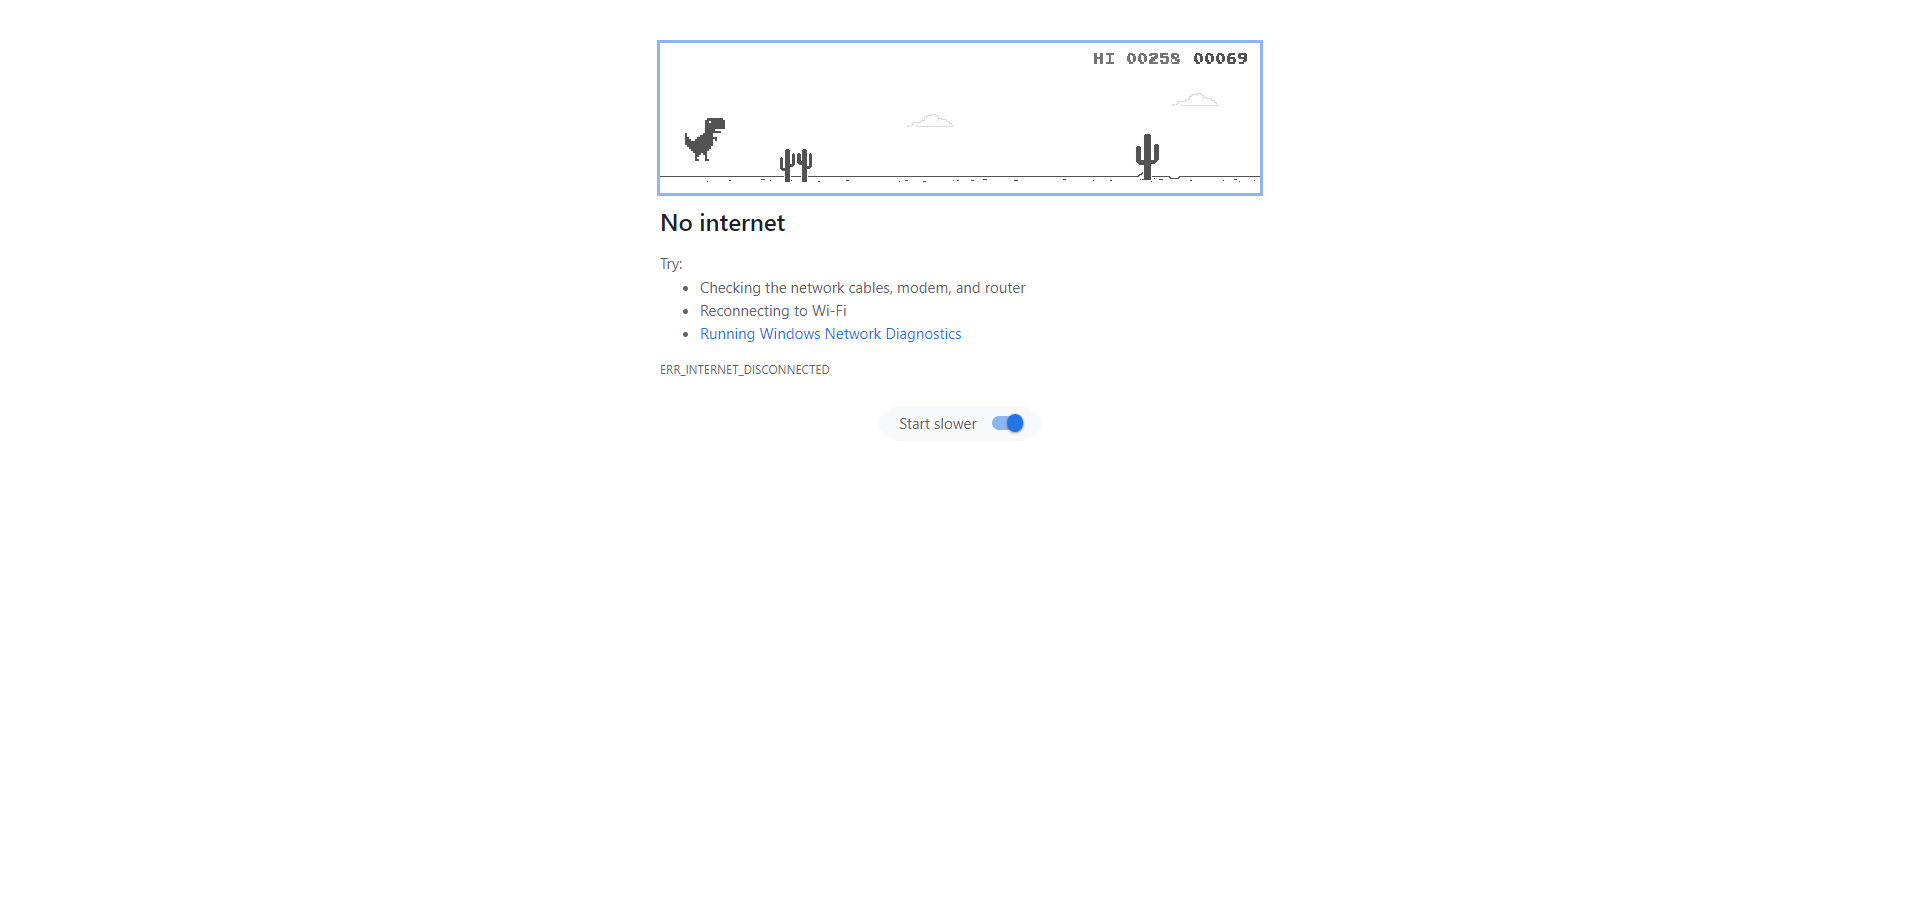 HI 00258 00069
No internet
Try:
Checking the network cables, modem, and router
Reconnecting to Wi-Fi
Running Windows Network Diagnostics
ERR_INTERNET_DISCONNECTED
Start slower